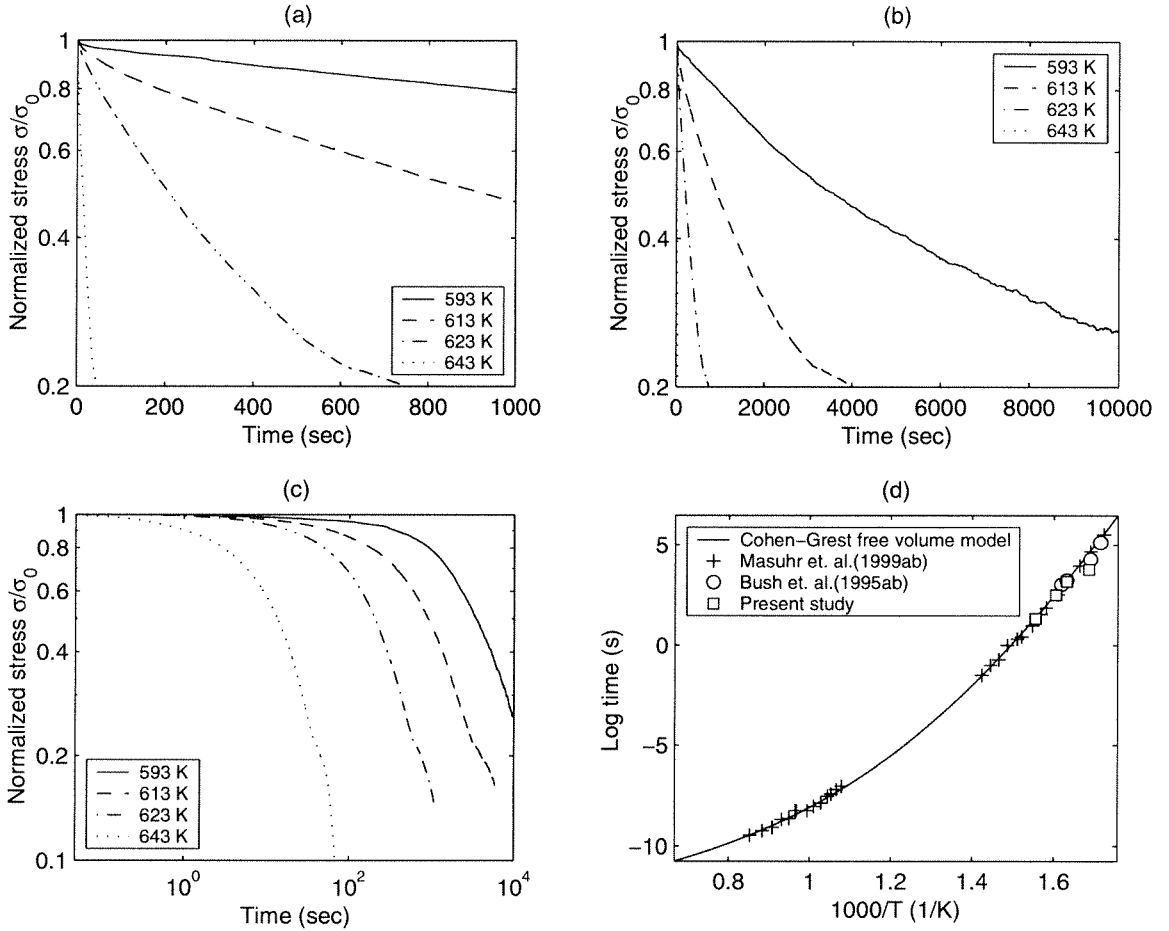 (a)
Normalized stress σ/σ0
1
0.8
0.6
0.4
0.2
593 K
613 K
623 K
643 K
0 200 400 600 800 1000
Time (sec)
(b)
Normalized stress σ/σ0
1
0.8
0.6
0.4
0.2
593 K
613 K
623 K
643 K
0 2000 4000 6000 8000 10000
Time (sec)
(c)
Normalized stress σ/σ0
1
0.8
0.6
0.4
0.2
0.1
593 K
613 K
623 K
643 K
10^0 10^2 10^4
Time (sec)
(d)
Log time (s)
5
0
−5
−10
Cohen−Grest free volume model
Masuhr et. al.(1999ab)
Bush et. al.(1995ab)
Present study
0.8 1 1.2 1.4 1.6
1000/T (1/K)